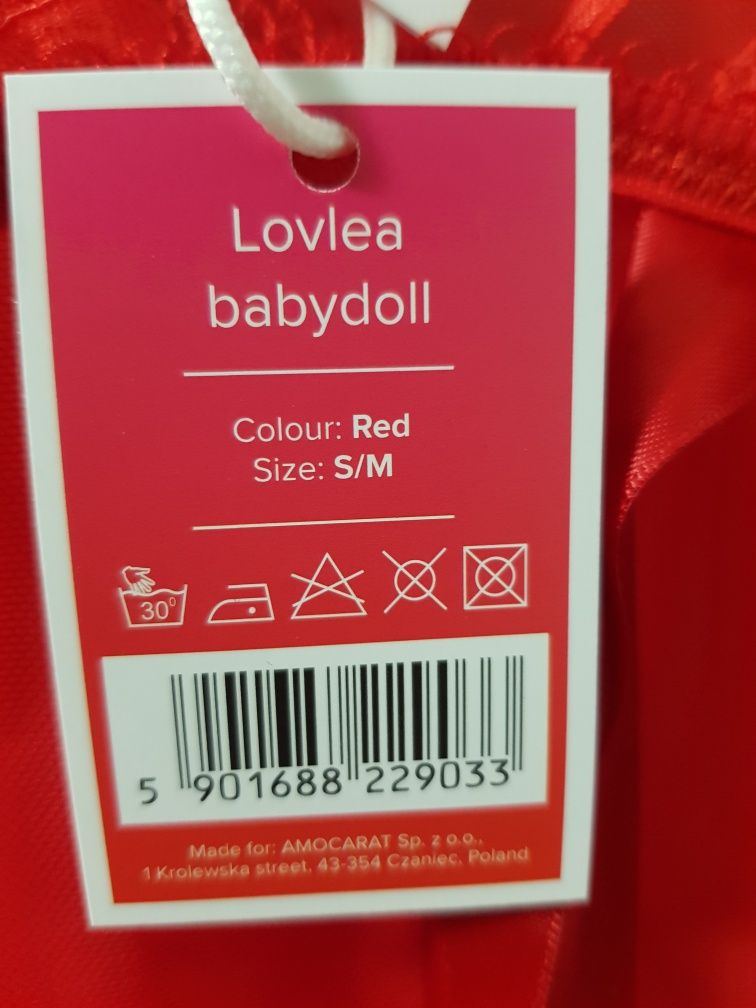 Lovlea
babydoll
Colour: Red
Size: S/M
30°
5 901688 229033
Made for: AMOCARAT Sp. z o.o.,
1 Krolewska street, 43-354 Czaniec, Poland